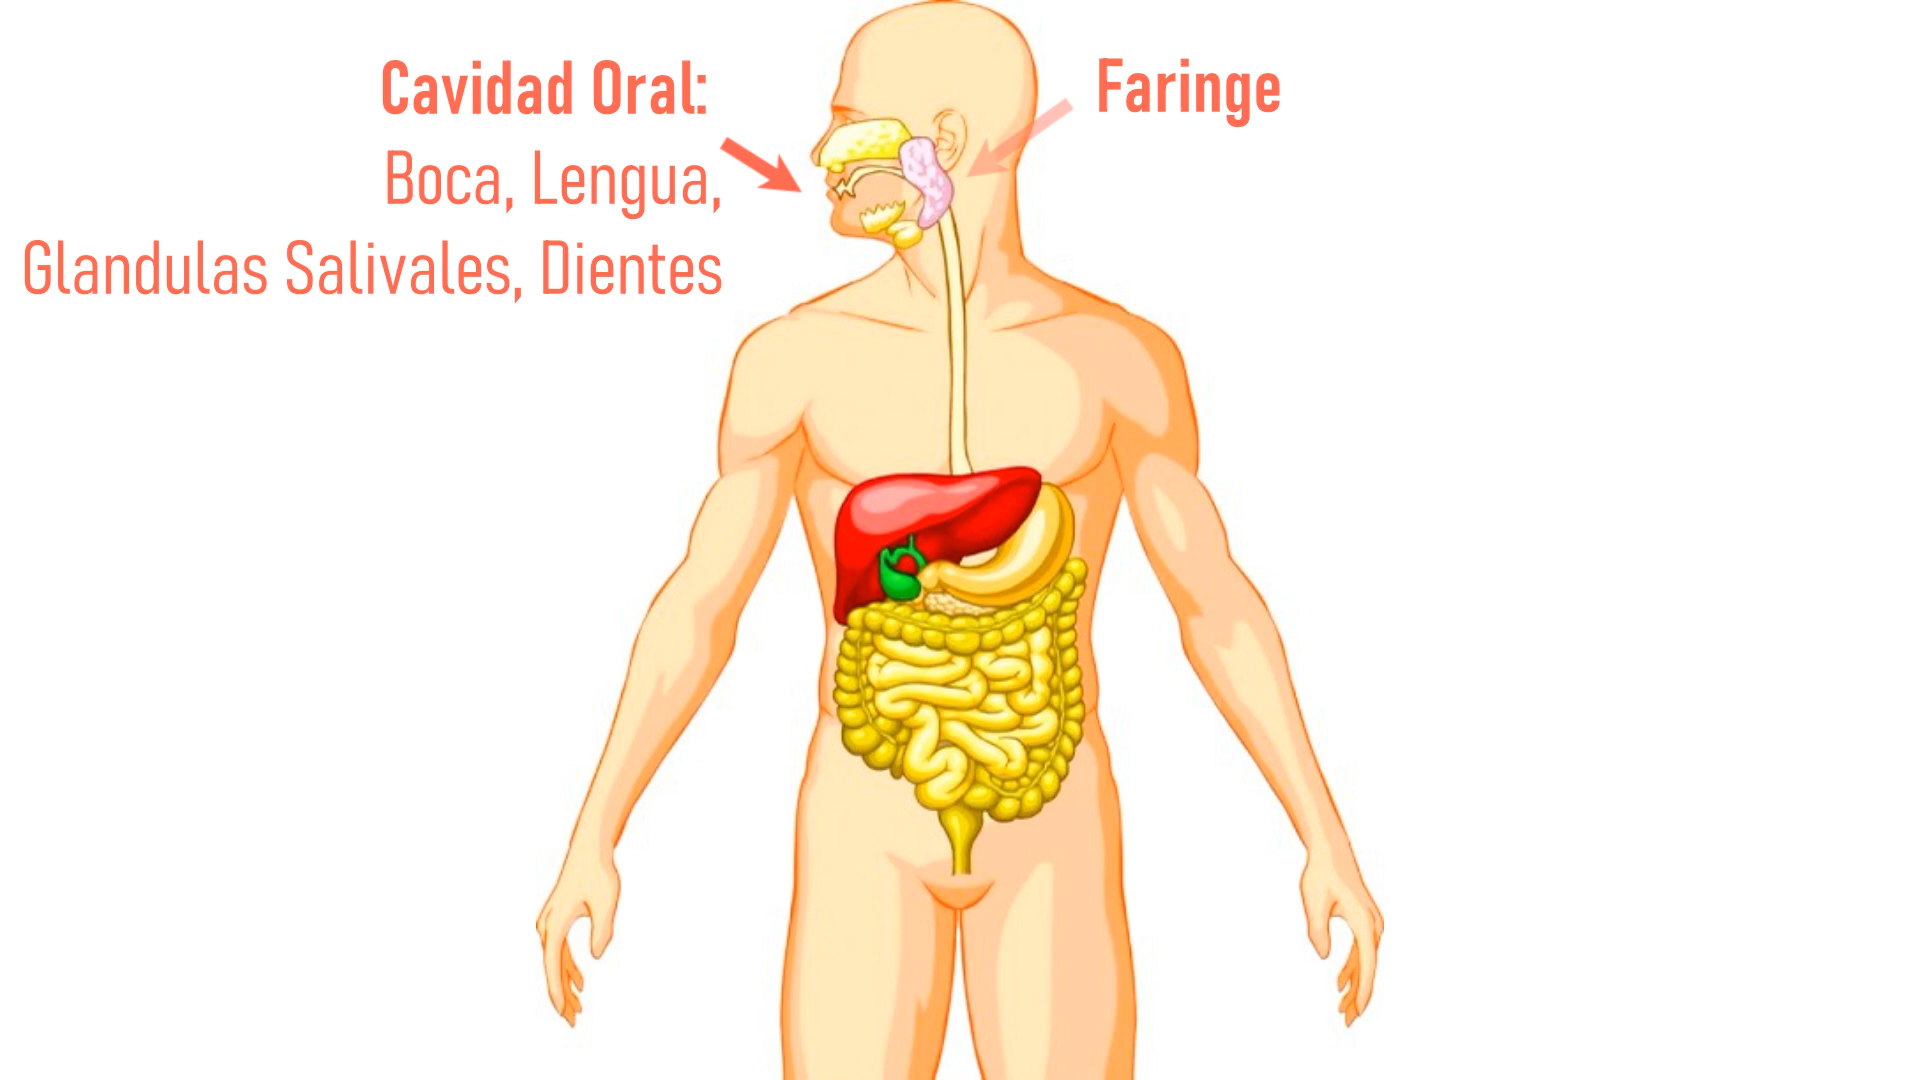 Cavidad Oral:
Boca, Lengua,
Glandulas Salivales, Dientes
Faringe